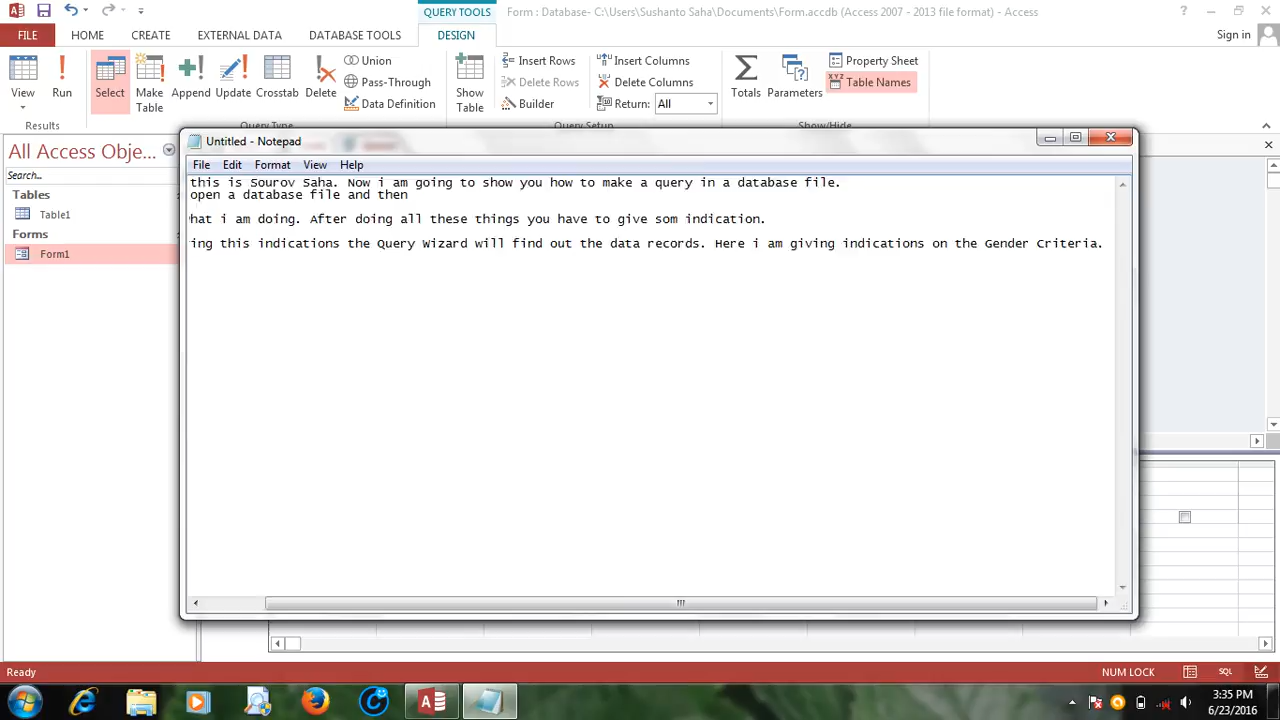 QUERY TOOLS
Form : Database- C:\Users\Sushanto Saha\Documents\Form.accdb (Access 2007 - 2013 file format) - Access
FILE HOME CREATE EXTERNAL DATA DATABASE TOOLS DESIGN Sign in
View Run Select Make Table Append Update Crosstab Delete
Union
Pass-Through
Data Definition
Show Table
Insert Rows
Delete Rows
Builder
Insert Columns
Delete Columns
Return: All
Totals Parameters
Property Sheet
Table Names
Results Query Type Query Setup Show/Hide
All Access Obje...
Search...
Tables
Table1
Forms
Form1
Untitled - Notepad
File Edit Format View Help
this is Sourov Saha. Now i am going to show you how to make a query in a database file.
open a database file and then
hat i am doing. After doing all these things you have to give som indication.
ing this indications the Query Wizard will find out the data records. Here i am giving indications on the Gender Criteria.
Ready NUM LOCK SQL
3:35 PM
6/23/2016